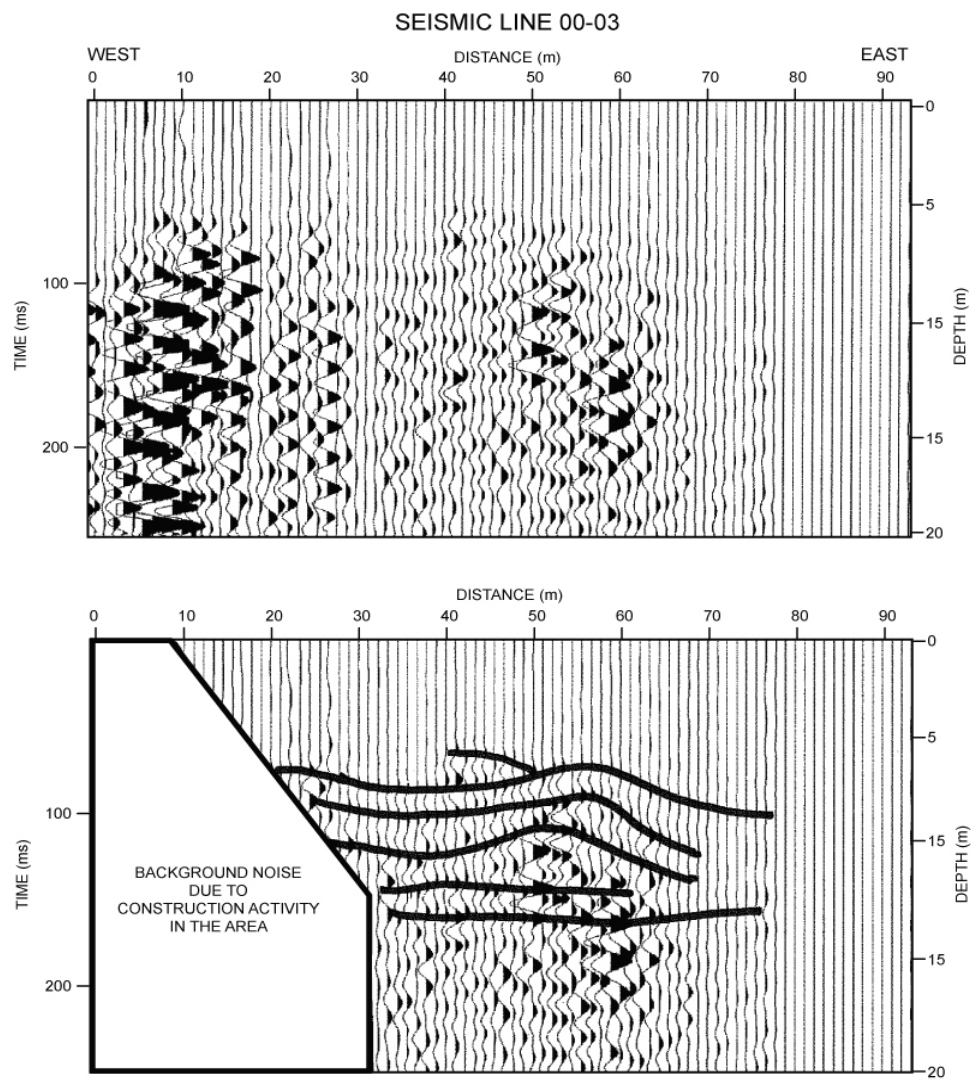 SEISMIC LINE 00-03
WEST DISTANCE (m) EAST
0 10 20 30 40 50 60 70 80 90
0
5
TIME (ms)
100
15
DEPTH (m)
200
15
20
DISTANCE (m)
0 10 20 30 40 50 60 70 80 90
0
5
TIME (ms)
100
15
DEPTH (m)
BACKGROUND NOISE
DUE TO
CONSTRUCTION ACTIVITY
IN THE AREA
15
200
20